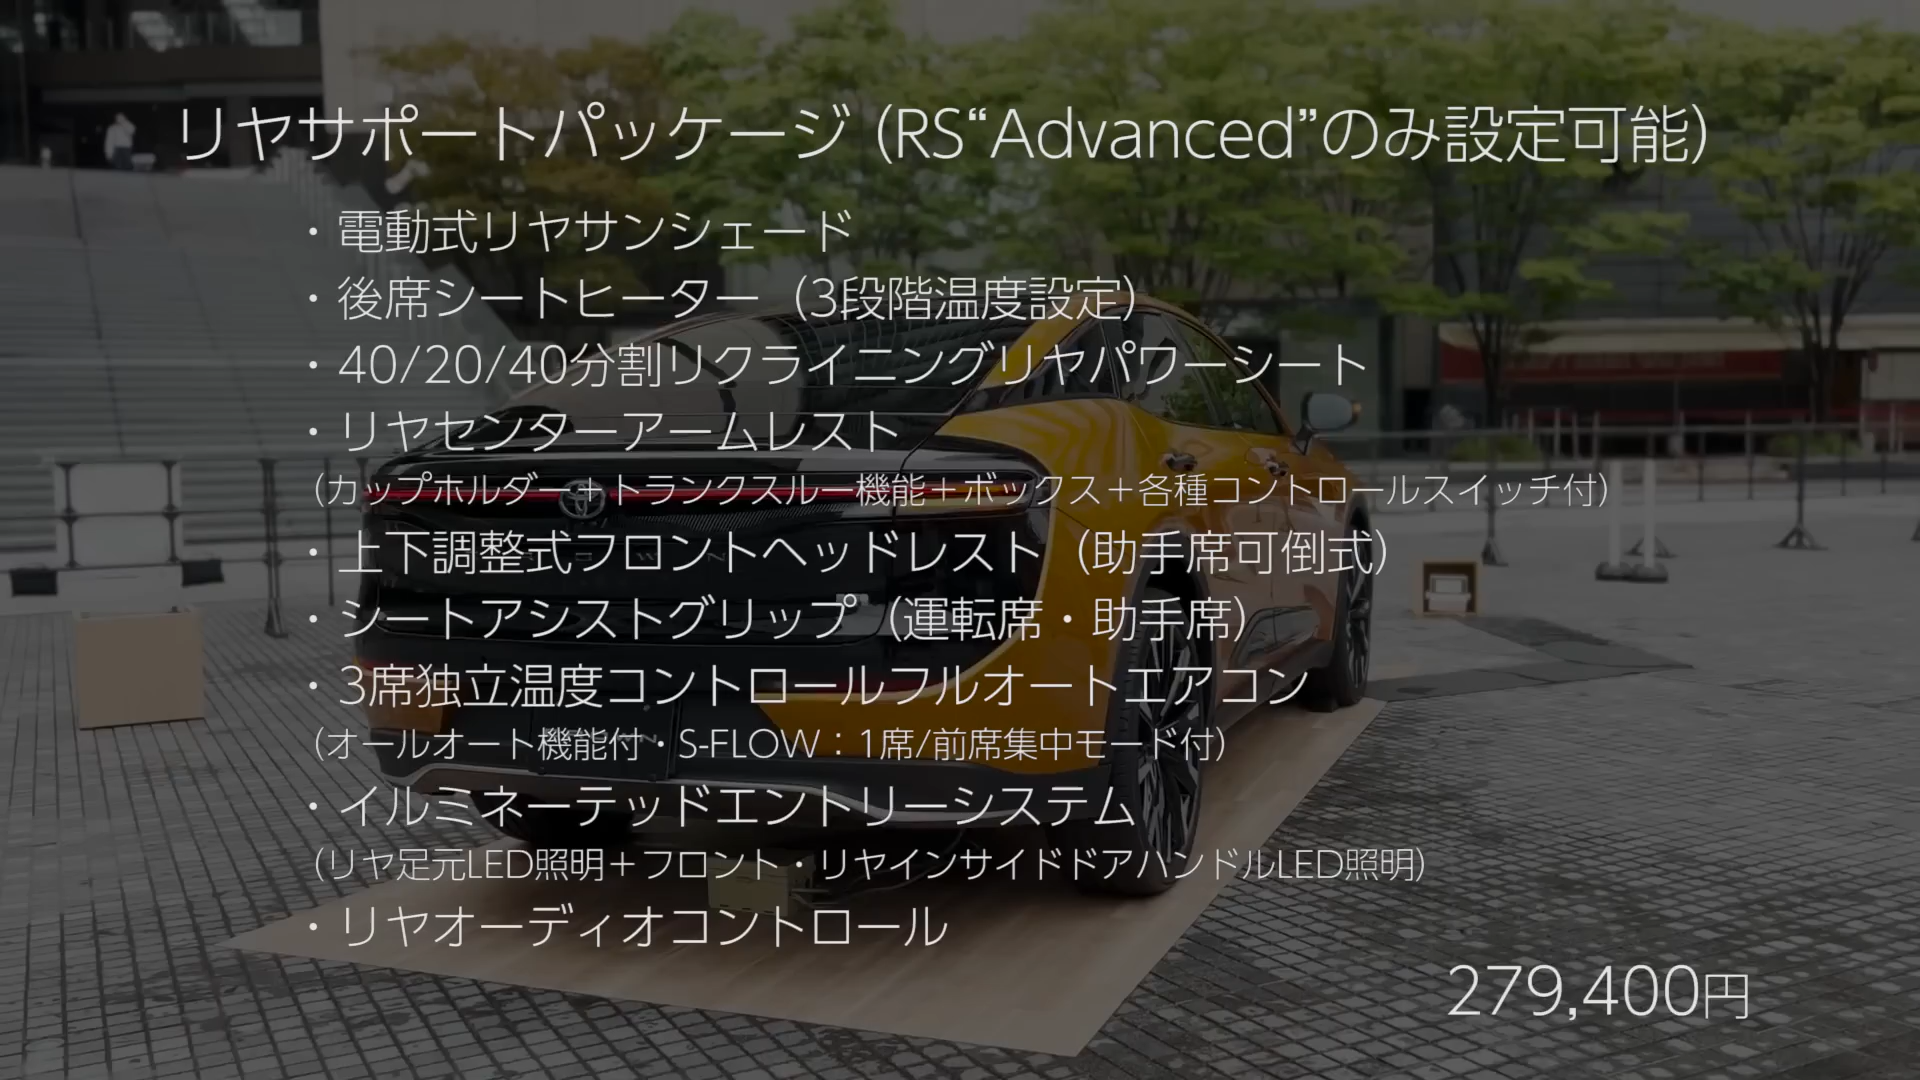 リヤサポートパッケージ（RS“Advanced”のみ設定可能）
・電動式リヤサンシェード
・後席シートヒーター（3段階温度設定）
・40/20/40分割リクライニングリヤパワーシート
・リヤセンターアームレスト
（カップホルダー＋トランクスルー機能＋ボックス＋各種コントロールスイッチ付）
・上下調整式フロントヘッドレスト（助手席可倒式）
・シートアシストグリップ（運転席・助手席）
・3席独立温度コントロールフルオートエアコン
（オールオート機能付・S-FLOW：1席/前席集中モード付）
・イルミネーテッドエントリーシステム
（リヤ足元LED照明＋フロント・リヤインサイドドアハンドルLED照明）
・リヤオーディオコントロール
279,400円